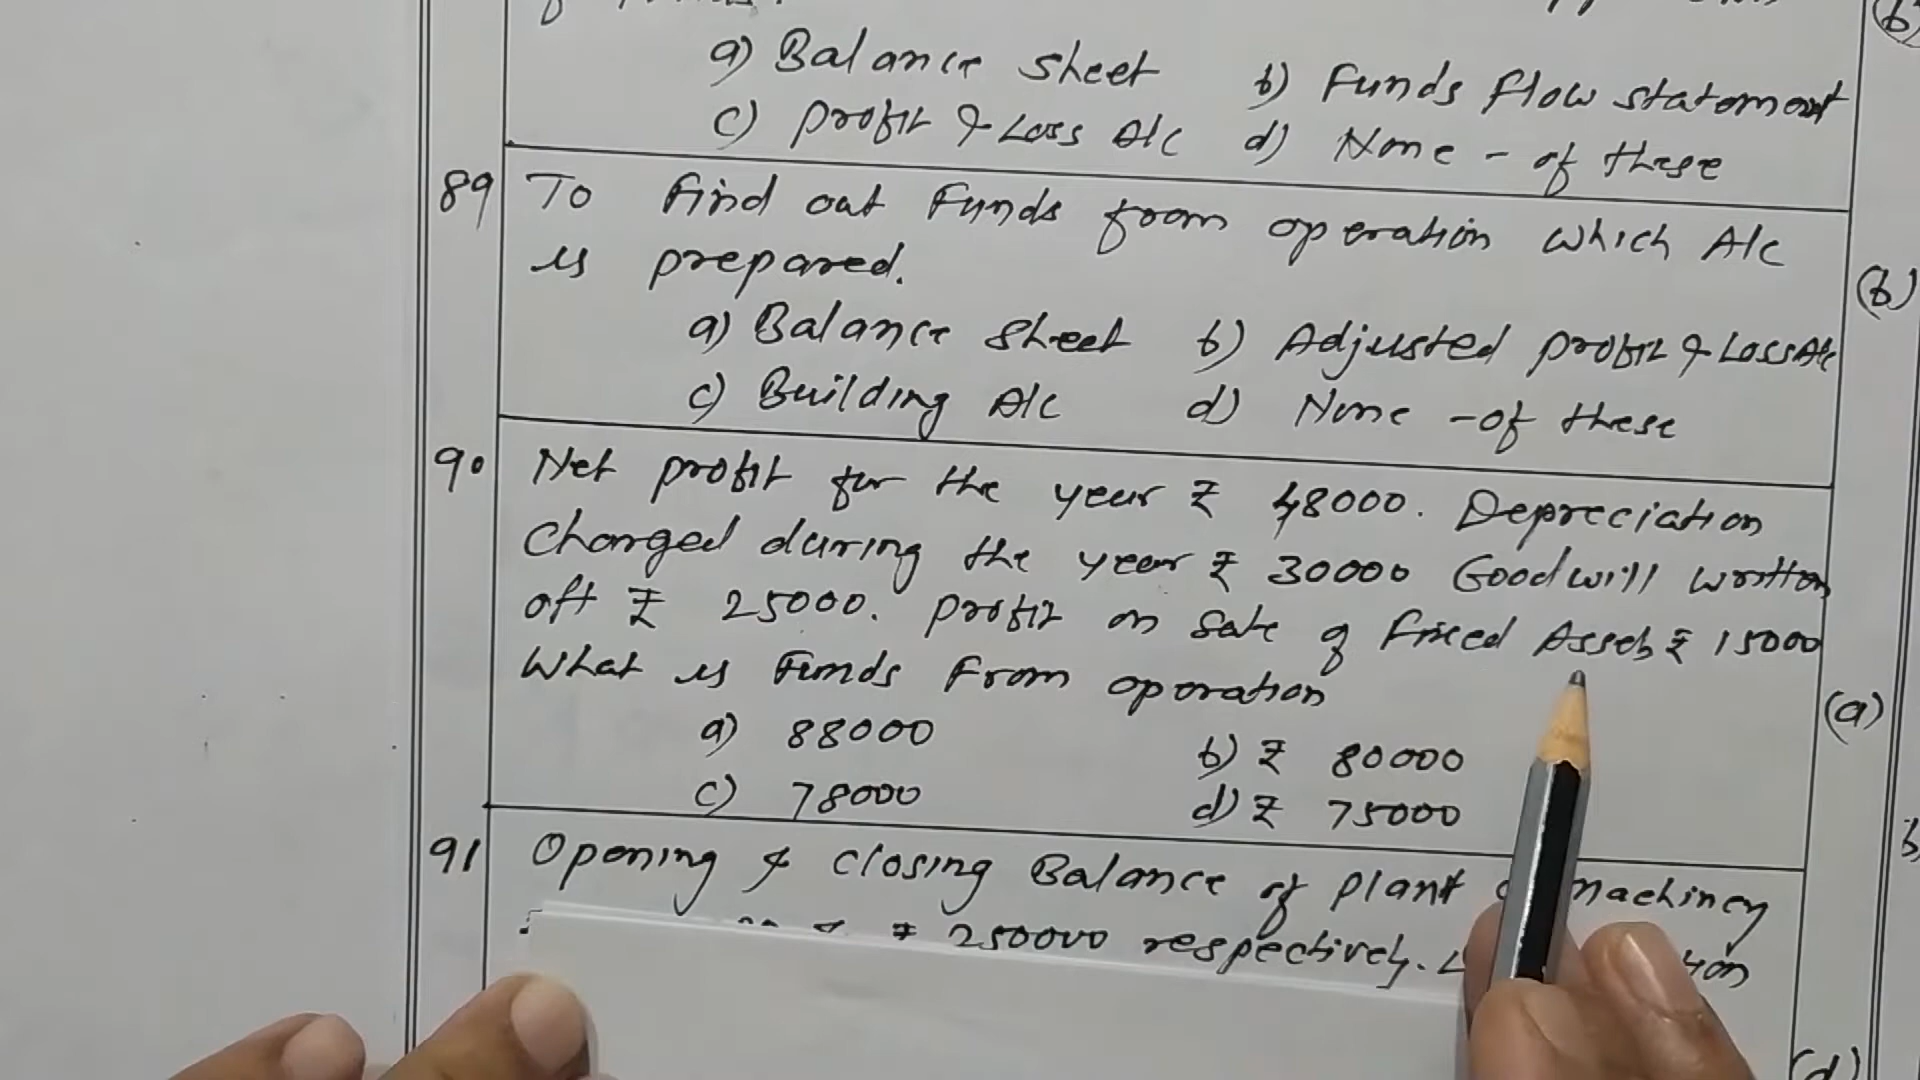 a) Balance sheet b) Funds flow statement
c) profit & Loss A/c d) None - of these
(b)
89 To find out Funds from operation which A/c
is prepared.
(b)
a) Balance sheet b) Adjusted profit & Loss A/c
c) Building A/c d) None - of these
90 Net profit for the year ₹ 48000. Depreciation
Charged during the year ₹ 30000 Goodwill written
off ₹ 25000. profit on sale of fixed Assets ₹ 15000
What is Funds From operation
(a)
a) 88000 b) ₹ 80000
c) 78000 d) ₹ 75000
91 Opening & closing Balance of plant machinery
₹ 250000 respectively.
(d)